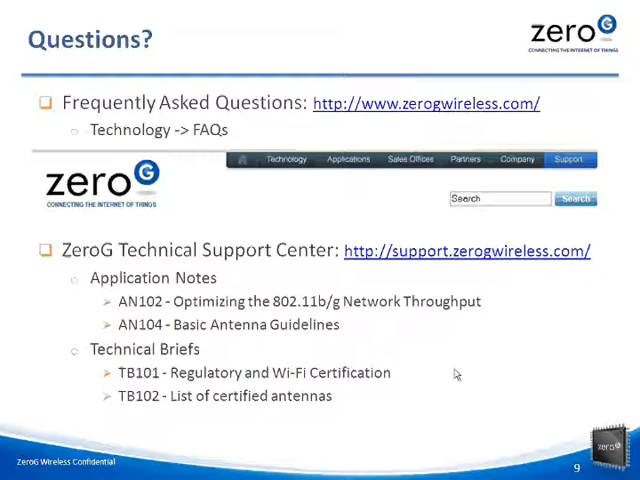 Questions?
zero G
CONNECTING THE INTERNET OF THINGS
Frequently Asked Questions: http://www.zerogwireless.com/
Technology -> FAQs
Technology Applications Sales Offices Partners Company Support
zero G
CONNECTING THE INTERNET OF THINGS
Search Search
ZeroG Technical Support Center: http://support.zerogwireless.com/
Application Notes
AN102 - Optimizing the 802.11b/g Network Throughput
AN104 - Basic Antenna Guidelines
Technical Briefs
TB101 - Regulatory and Wi-Fi Certification
TB102 - List of certified antennas
ZeroG Wireless Confidential
9
zero G